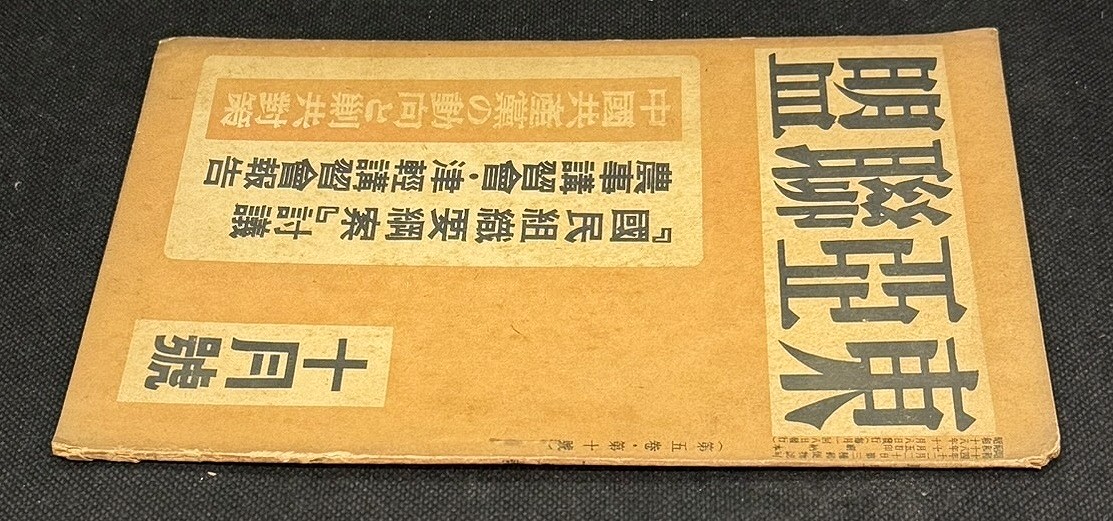 東亞聯盟
(第五卷・第十號)
『國民組織要綱案』討議
農事講習會・津輕講習會報告
中國共産黨の動向と剿共對策
十月號